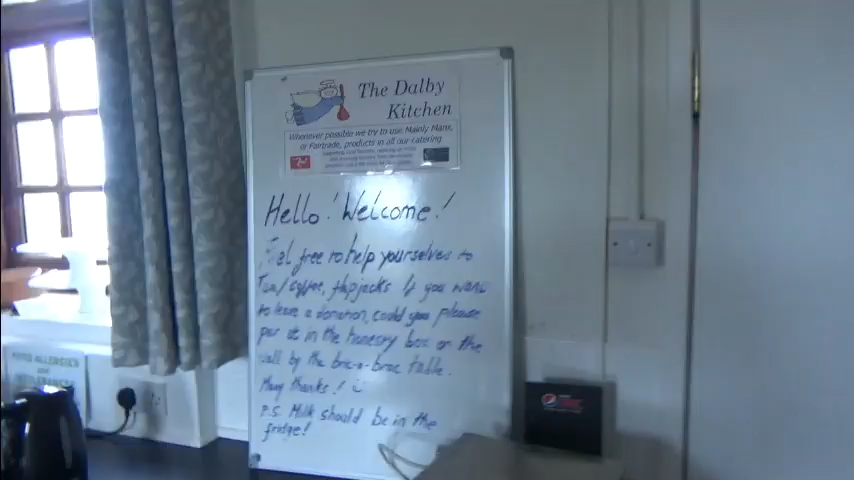 The Dalby
Kitchen
Wherever possible we try to use Mainly Manx,
or Fairtrade, products in all our catering
Hello! Welcome!
Feel free to help yourselves to
Tea/coffee, flapjacks. If you want
to leave a donation, could you please
put it in the honesty box on the
wall by the bric-a-brac table.
Many thanks! :)
P.S. Milk should be in the
fridge!
FOOD ALLERGIES
and